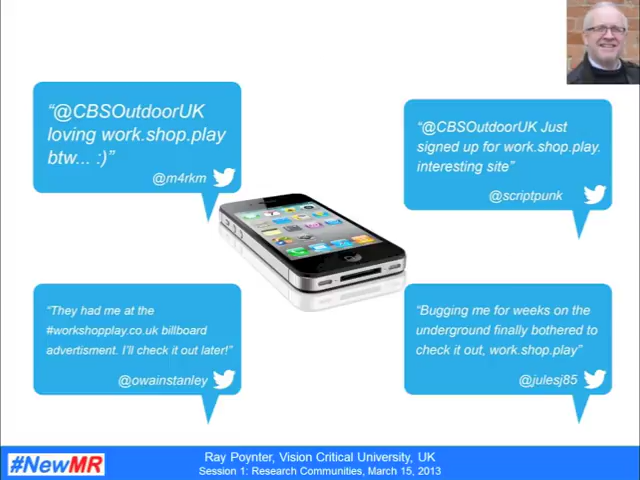 “@CBSOutdoorUK
loving work.shop.play
btw... :)”
@m4rkm
“@CBSOutdoorUK Just
signed up for work.shop.play.
interesting site”
@scriptpunk
“They had me at the
#workshopplay.co.uk billboard
advertisment. I’ll check it out later!”
@owainstanley
“Bugging me for weeks on the
underground finally bothered to
check it out, work.shop.play”
@julesj85
#NewMR
Ray Poynter, Vision Critical University, UK
Session 1: Research Communities, March 15, 2013